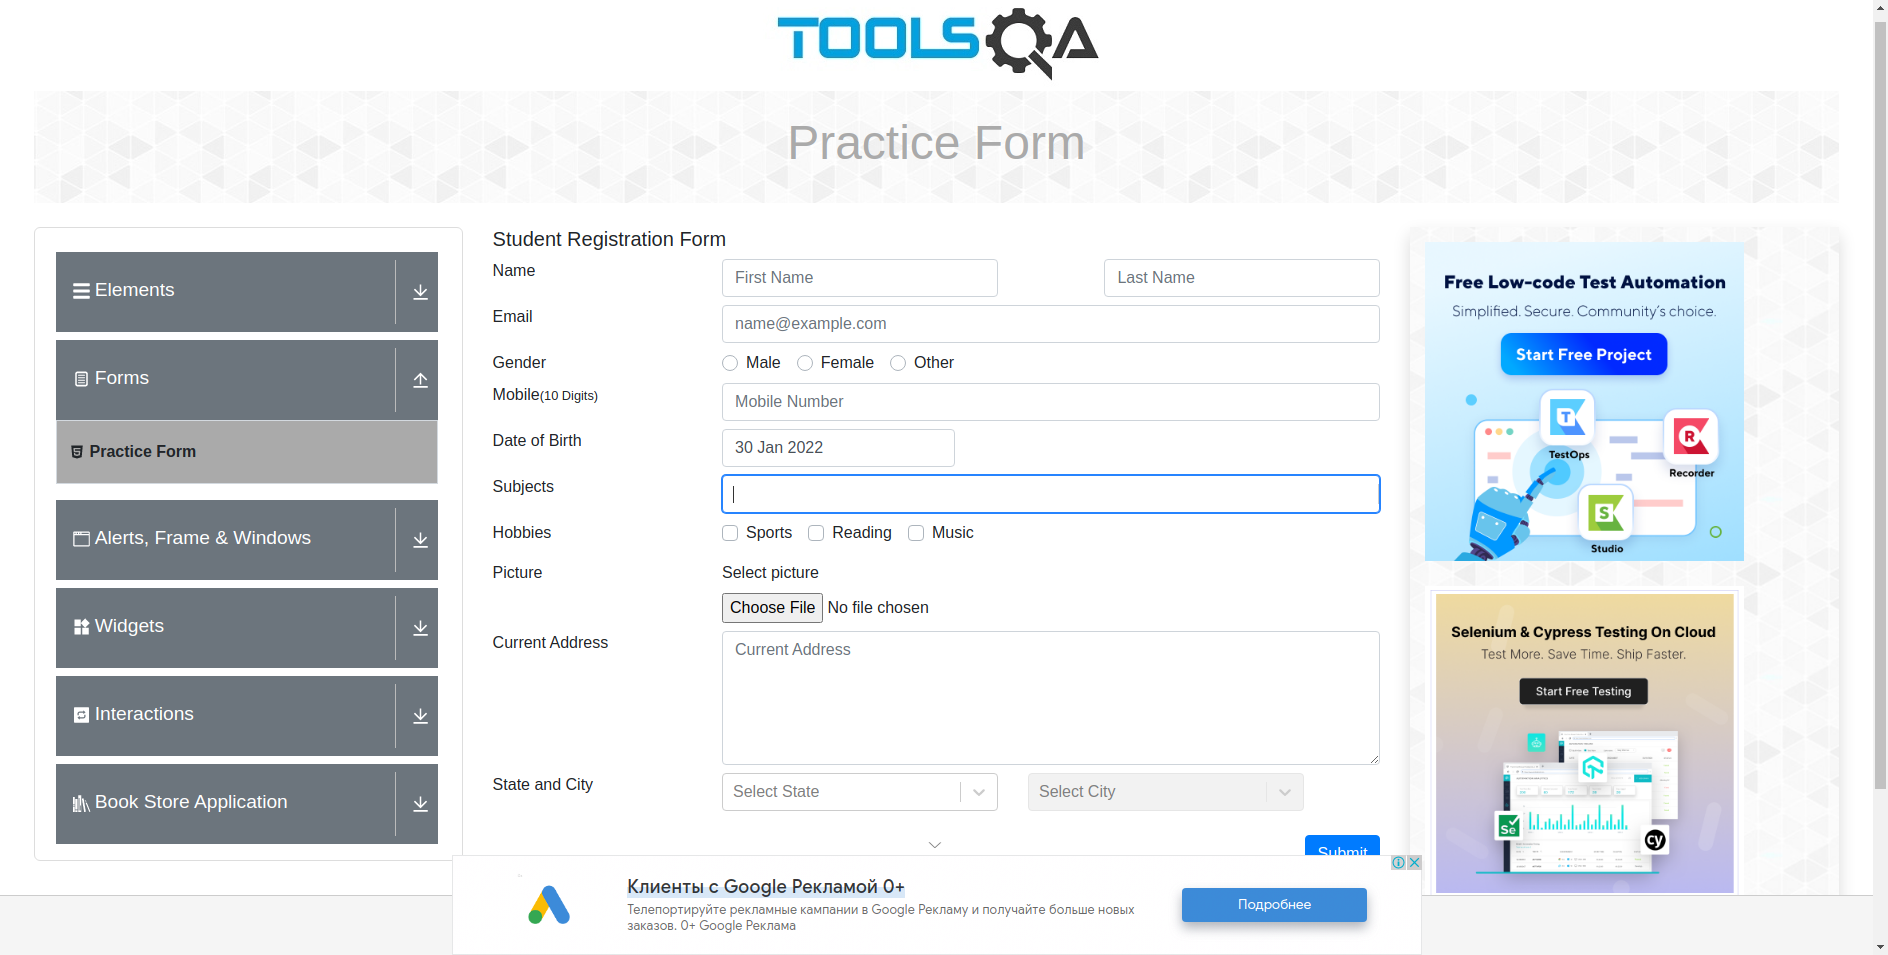 TOOLSQA
Practice Form
Elements
Forms
Practice Form
Alerts, Frame & Windows
Widgets
Interactions
Book Store Application
Student Registration Form
Name
First Name
Last Name
Email
name@example.com
Gender
Male
Female
Other
Mobile(10 Digits)
Mobile Number
Date of Birth
30 Jan 2022
Subjects
Hobbies
Sports
Reading
Music
Picture
Select picture
Choose File No file chosen
Current Address
Current Address
State and City
Select State
Select City
Submit
Free Low-code Test Automation
Simplified. Secure. Community's choice.
Start Free Project
T
TestOps
R
Recorder
S
Studio
Selenium & Cypress Testing On Cloud
Test More. Save Time. Ship Faster.
Start Free Testing
Se
cy
Клиенты с Google Рекламой 0+
Телепортируйте рекламные кампании в Google Рекламу и получайте больше новых
заказов. 0+ Google Реклама
Подробнее